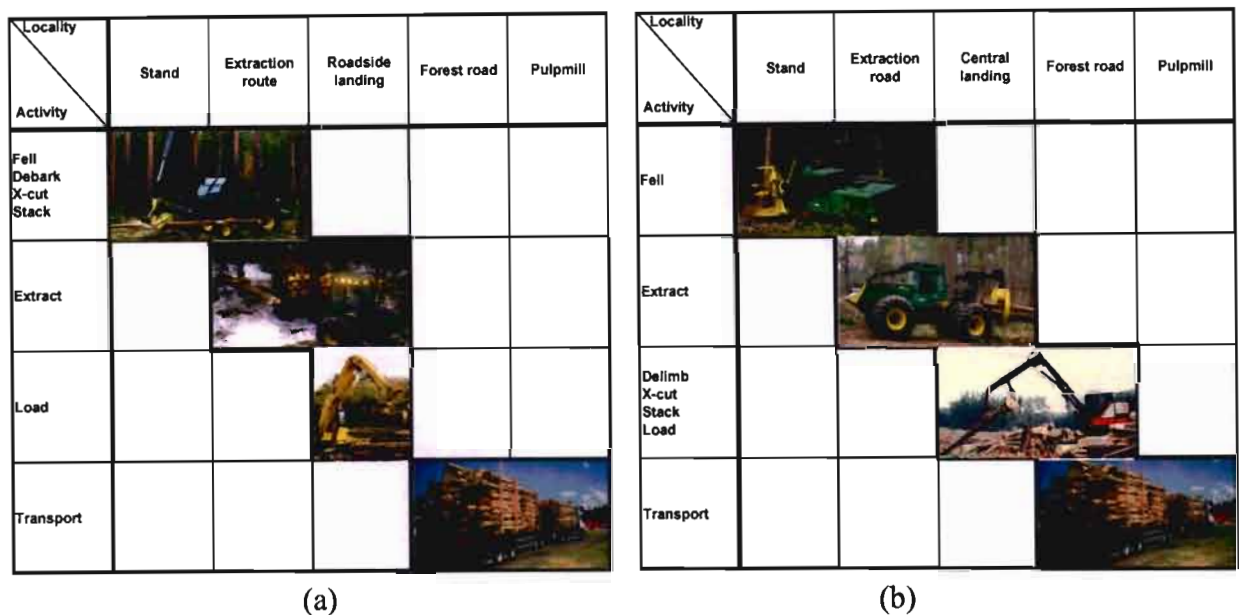 Locality
Activity
Stand
Extraction
route
Roadside
landing
Forest road
Pulpmill
Fell
Debark
X-cut
Stack
Extract
Load
Transport
(a)
Locality
Activity
Stand
Extraction
road
Central
landing
Forest road
Pulpmill
Fell
Extract
Delimb
X-cut
Stack
Load
Transport
(b)